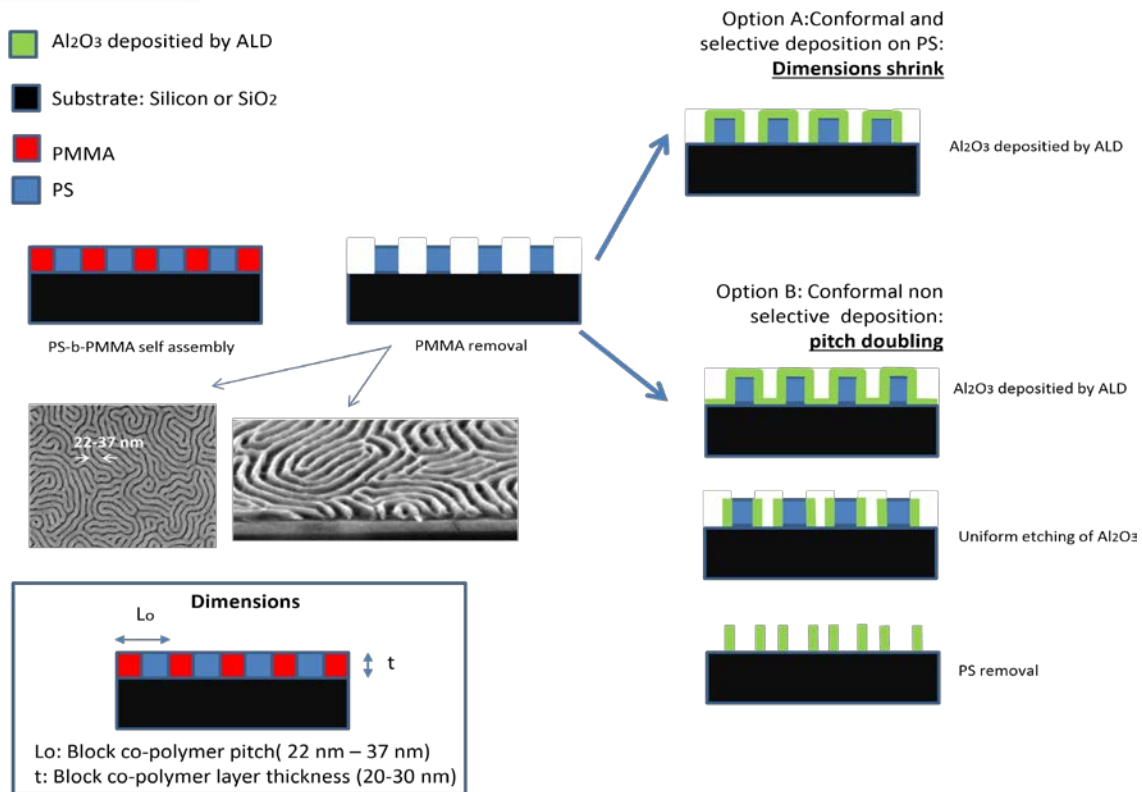 Al₂O₃ depositied by ALD
Substrate: Silicon or SiO₂
PMMA
PS
PS-b-PMMA self assembly
PMMA removal
22-37 nm
Option A:Conformal and
selective deposition on PS:
Dimensions shrink
Al₂O₃ depositied by ALD
Option B: Conformal non
selective deposition:
pitch doubling
Al₂O₃ depositied by ALD
Uniform etching of Al₂O₃
PS removal
Dimensions
Lo
t
Lo: Block co-polymer pitch( 22 nm – 37 nm)
t: Block co-polymer layer thickness (20-30 nm)